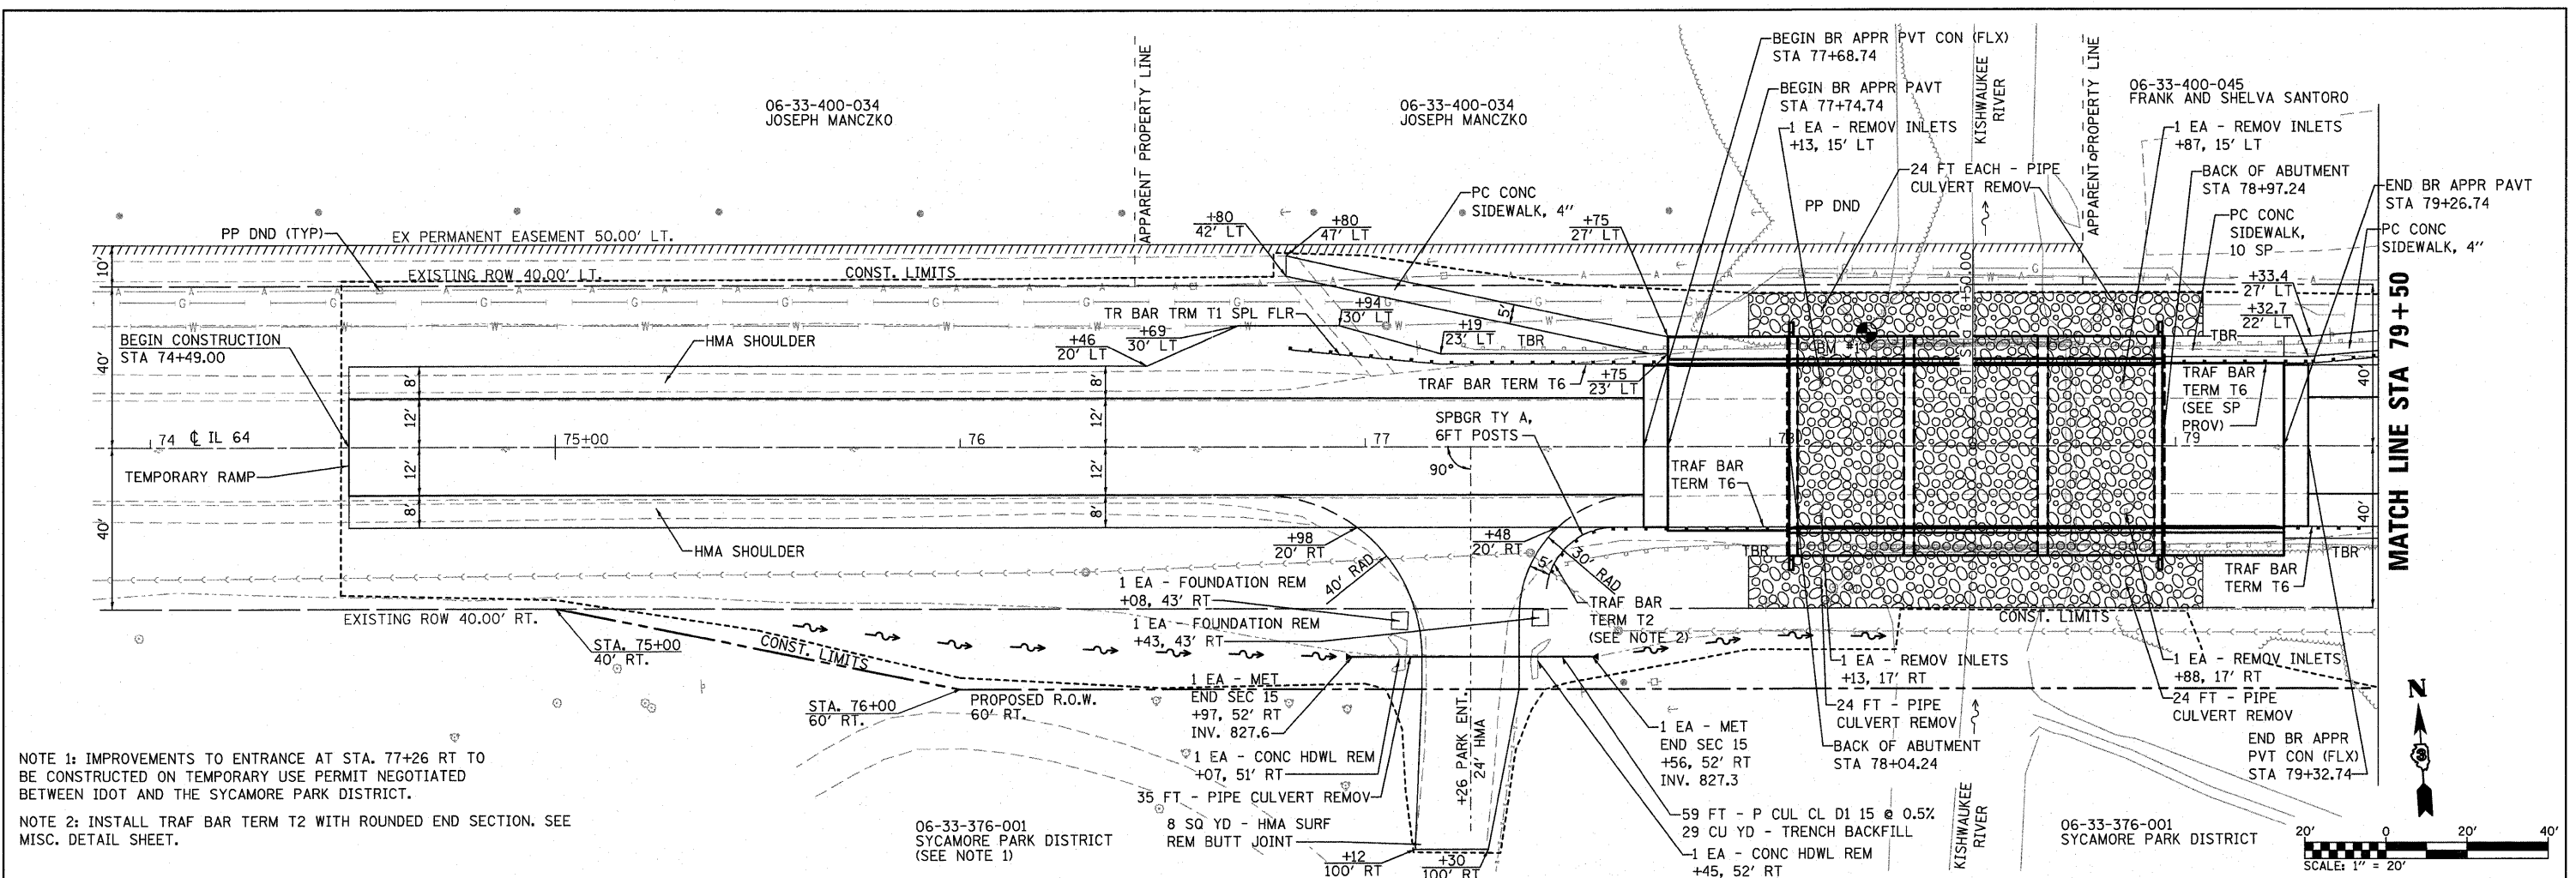 BEGIN BR APPR PVT CON (FLX)
STA 77+68.74
BEGIN BR APPR PAVT
STA 77+74.74
1 EA - REMOV INLETS
+13, 15' LT
24 FT EACH - PIPE
CULVERT REMOV
KISHWAUKEE
RIVER
APPARENT PROPERTY LINE
06-33-400-045
FRANK AND SHELVA SANTORO
1 EA - REMOV INLETS
+87, 15' LT
BACK OF ABUTMENT
STA 78+97.24
END BR APPR PAVT
STA 79+26.74
PC CONC
SIDEWALK,
10 SP
PC CONC
SIDEWALK, 4"
06-33-400-034
JOSEPH MANCZKO
APPARENT PROPERTY LINE
06-33-400-034
JOSEPH MANCZKO
PC CONC
SIDEWALK, 4"
PP DND
PP DND (TYP)
EX PERMANENT EASEMENT 50.00' LT.
EXISTING ROW 40.00' LT.
CONST. LIMITS
+80
42' LT
+80
47' LT
+75
27' LT
+33.4
27' LT
+32.7
22' LT
10'
40'
40'
BEGIN CONSTRUCTION
STA 74+49.00
HMA SHOULDER
TR BAR TRM T1 SPL FLR
+94
30' LT
+69
30' LT
+46
20' LT
+19
23' LT
5'
TBR
TRAF BAR TERM T6
+75
23' LT
BM #1
POT STA 78+50.00
TBR
TRAF BAR
TERM T6
(SEE SP
PROV)
40'
40'
MATCH LINE STA 79+50
8'
12'
12'
8'
8'
12'
12'
8'
74
℄ IL 64
75+00
76
77
78
79
TEMPORARY RAMP
SPBGR TY A,
6FT POSTS
90°
TRAF BAR
TERM T6
HMA SHOULDER
+98
20' RT
+48
20' RT
40' RAD
5'
30' RAD
TBR
TBR
TRAF BAR
TERM T6
1 EA - FOUNDATION REM
+08, 43' RT
1 EA - FOUNDATION REM
+43, 43' RT
TRAF BAR
TERM T2
(SEE NOTE 2)
EXISTING ROW 40.00' RT.
STA. 75+00
40' RT.
CONST. LIMITS
CONST. LIMITS
STA. 76+00
60' RT.
PROPOSED R.O.W.
60' RT.
1 EA - MET
END SEC 15
+97, 52' RT
INV. 827.6
1 EA - CONC HDWL REM
+07, 51' RT
35 FT - PIPE CULVERT REMOV
8 SQ YD - HMA SURF
REM BUTT JOINT
+12
100' RT
+30
100' RT
+26 PARK ENT.
24' HMA
1 EA - MET
END SEC 15
+56, 52' RT
INV. 827.3
59 FT - P CUL CL D1 15 @ 0.5%
29 CU YD - TRENCH BACKFILL
1 EA - CONC HDWL REM
+45, 52' RT
1 EA - REMOV INLETS
+13, 17' RT
24 FT - PIPE
CULVERT REMOV
BACK OF ABUTMENT
STA 78+04.24
KISHWAUKEE
RIVER
1 EA - REMOV INLETS
+88, 17' RT
24 FT - PIPE
CULVERT REMOV
END BR APPR
PVT CON (FLX)
STA 79+32.74
N
NOTE 1: IMPROVEMENTS TO ENTRANCE AT STA. 77+26 RT TO
BE CONSTRUCTED ON TEMPORARY USE PERMIT NEGOTIATED
BETWEEN IDOT AND THE SYCAMORE PARK DISTRICT.
NOTE 2: INSTALL TRAF BAR TERM T2 WITH ROUNDED END SECTION. SEE
MISC. DETAIL SHEET.
06-33-376-001
SYCAMORE PARK DISTRICT
(SEE NOTE 1)
06-33-376-001
SYCAMORE PARK DISTRICT
20'
0
20'
40'
SCALE: 1" = 20'